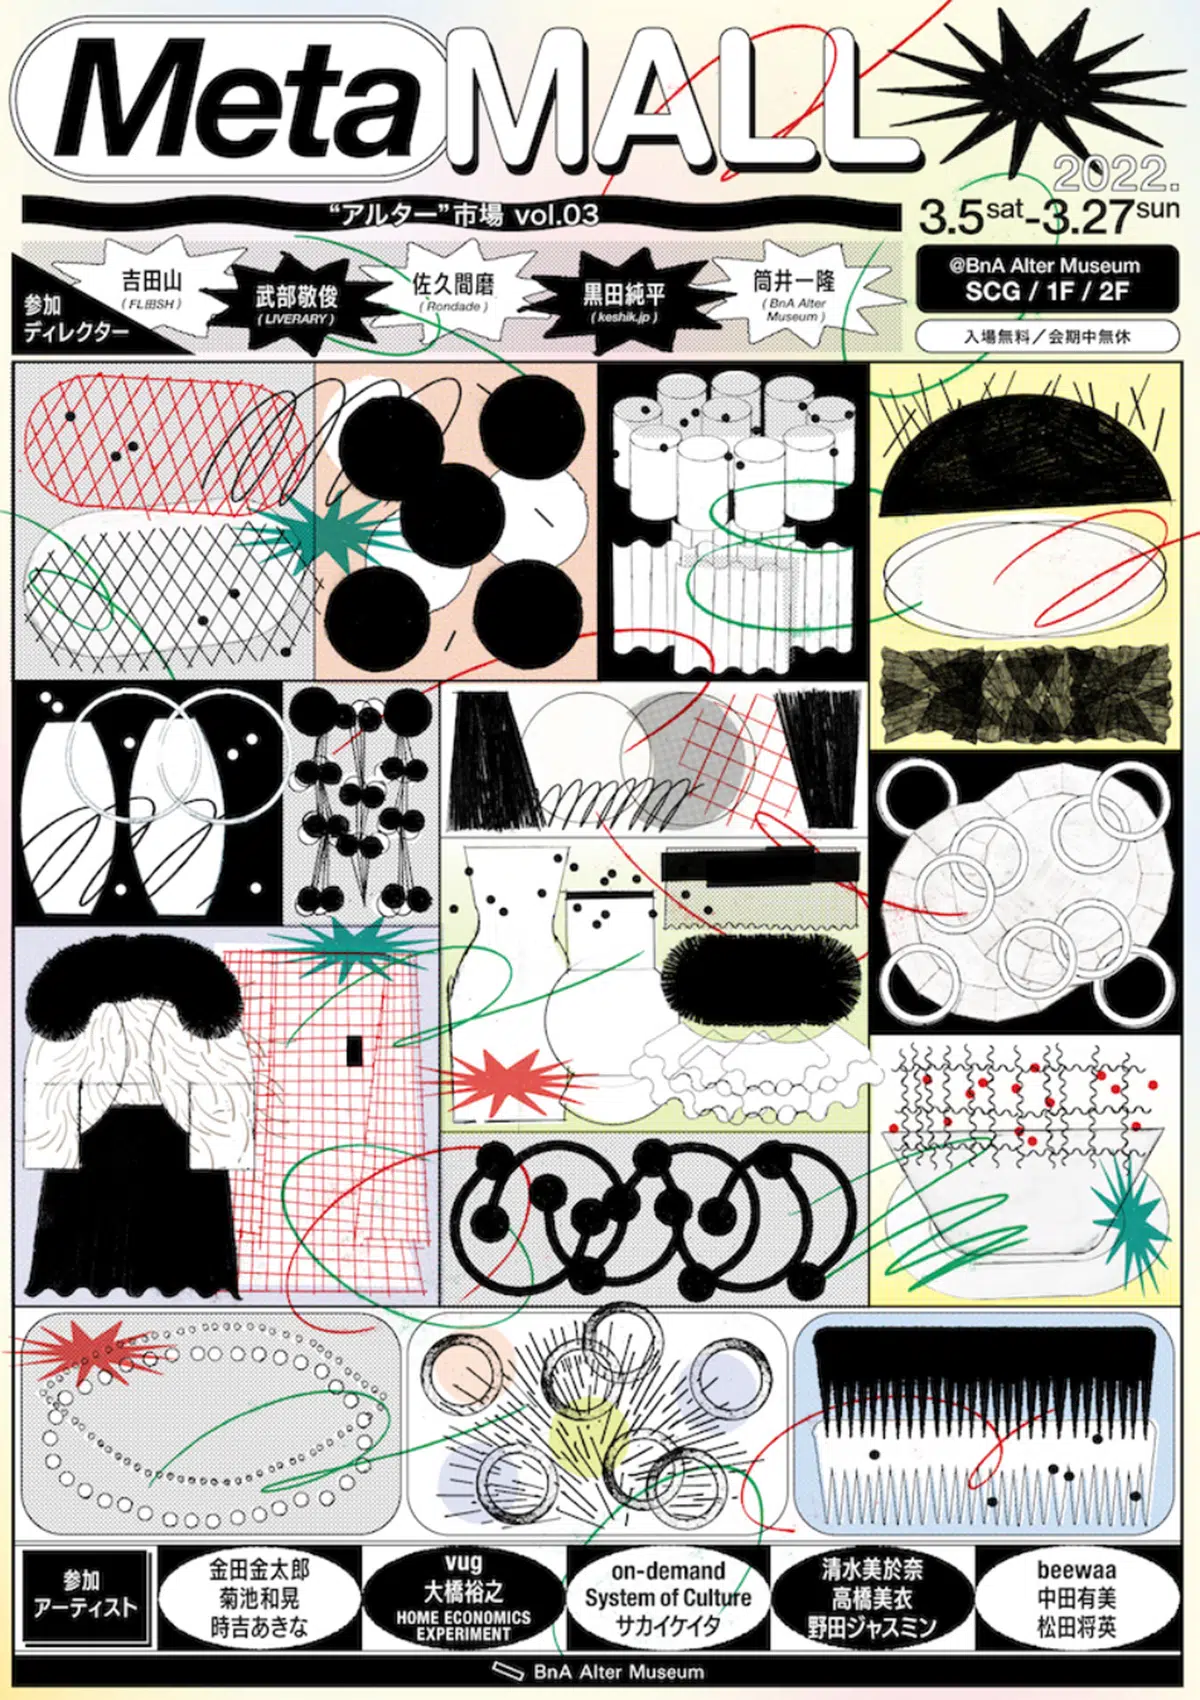 Meta MALL
2022.
3.5sat-3.27sun
“アルター”市場 vol.03
@BnA Alter Museum
SCG / 1F / 2F
入場無料／会期中無休
参加
ディレクター
吉田山
( FL田SH )
武部敬俊
( LIVERARY )
佐久間磨
( Rondade )
黒田純平
( keshik.jp )
筒井一隆
( BnA Alter
Museum )
参加
アーティスト
金田金太郎
菊池和晃
時吉あきな
vug
大橋裕之
HOME ECONOMICS
EXPERIMENT
on-demand
System of Culture
サカイケイタ
清水美於奈
高橋美衣
野田ジャスミン
beewaa
中田有美
松田将英
BnA Alter Museum